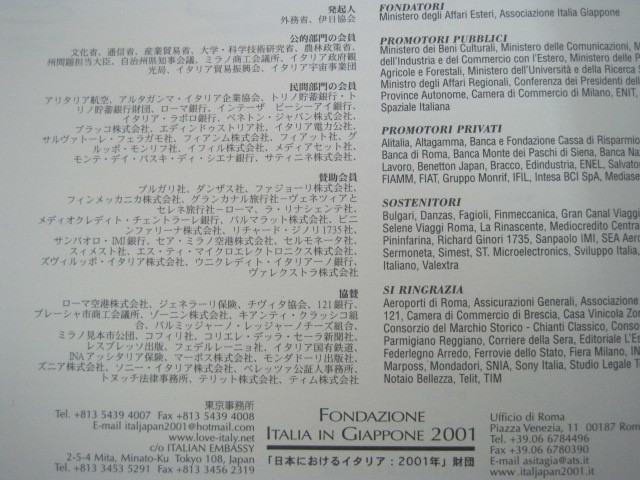 発起人
外務省、伊日協会
公的部門の会員
文化省、通信省、産業貿易省、大学・科学技術研究省、農林政策省、
州問題担当大臣、自治州県知事会議、ミラノ商工会議所、イタリア政府観
光局、イタリア貿易振興会、イタリア宇宙事業団
民間部門の会員
アリタリア航空、アルタガンマ・イタリア企業協会、トリノ貯蓄銀行・ト
リノ貯蓄銀行財団、ローマ銀行、インテーザ ビーシーアイ銀行、
イタリア・ラボロ銀行、ベネトン・ジャパン株式会社、
ブラッコ株式会社、エディンドゥストリア社、イタリア電力公社、
サルヴァトーレ・フェラガモ社、フィアンム株式会社、フィアット社、グ
ルッポ・モンリフ社、イフィル株式会社、メディアセット社、
モンテ・デイ・パスキ・ディ・シエナ銀行、サティニネ株式会社、
賛助会員
ブルガリ社、ダンザス社、ファジョーリ株式会社、
フィンメッカニカ株式会社、グランカナル旅行社−ヴェネツィアと
セレネ旅行社−ローマ、ラ・リナシェンテ社、
メディオクレディト・チェントラーレ銀行、パルマラット株式会社、ピニ
ンファリーナ株式会社、リチャード・ジノリ1735社、
サンパオロ・IMI銀行、セア・ミラノ空港株式会社、セルモネータ社、
スィメスト社、エス・ティ・マイクロエレクトロニクス株式会社、
ズヴィルッポ・イタリア株式会社、ウニクレディト・イタリアーノ銀行、
ヴァレクストラ株式会社
協賛
ローマ空港株式会社、ジェネラーリ保険、チヴィタ協会、121銀行、
ブレーシャ市商工会議所、ゾーニン株式会社、キアンティ・クラッシコ組
合、パルミッジャーノ・レッジャーノチーズ組合、
ミラノ見本市公団、コフィリ社、コリエレ・デッラ・セーラ新聞社、
レスプレッソ出版、フェデルレーニョ社、イタリア国有鉄道、
INAアッシタリア保険、マーポス株式会社、モンダドーリ出版社、
ズニア株式会社、ソニー・イタリア株式会社、ベレッツァ公証人事務所、
トヌッチ法律事務所、テリット株式会社、ティム株式会社
東京事務所
Tel. +813 5439 4007 Fax +813 5439 4008
E-mail italjapan2001@hotmail.com
www.love-italy.net
c/o ITALIAN EMBASSY
2-5-4 Mita, Minato-Ku Tokyo 108, Japan
Tel. +813 3453 5291 Fax +813 3456 2319
FONDAZIONE
ITALIA IN GIAPPONE 2001
「日本におけるイタリア：2001年」財団
FONDATORI
Ministero degli Affari Esteri, Associazione Italia Giappone
PROMOTORI PUBBLICI
Ministero dei Beni Culturali, Ministero delle Comunicazioni, M
dell'Industria e del Commercio con l'Estero, Ministero delle P
Agricole e Forestali, Ministero dell'Università e della Ricerca S
Ministro degli Affari Regionali, Conferenza dei Presidenti delle
Province Autonome, Camera di Commercio di Milano, ENIT,
Spaziale Italiana
PROMOTORI PRIVATI
Alitalia, Altagamma, Banca e Fondazione Cassa di Risparmio
Banca di Roma, Banca Monte dei Paschi di Siena, Banca Na
Lavoro, Benetton Japan, Bracco, Edindustria, ENEL, Salvator
FIAMM, FIAT, Gruppo Monrif, IFIL, Intesa BCI SpA, Mediase
SOSTENITORI
Bulgari, Danzas, Fagioli, Finmeccanica, Gran Canal Viaggi
Selene Viaggi Roma, La Rinascente, Mediocredito Central
Pininfarina, Richard Ginori 1735, Sanpaolo IMI, SEA Aero
Sermoneta, Simest, ST. Microelectronics, Sviluppo Italia,
Italiano, Valextra
SI RINGRAZIA
Aeroporti di Roma, Assicurazioni Generali, Associazione
121, Camera di Commercio di Brescia, Casa Vinicola Zon
Consorzio del Marchio Storico - Chianti Classico, Conso
Parmigiano Reggiano, Corriere della Sera, Editoriale L'Es
Federlegno Arredo, Ferrovie dello Stato, Fiera Milano, IN
Marposs, Mondadori, SNIA, Sony Italia, Studio Legale T
Notaio Bellezza, Telit, TIM
Ufficio di Roma
Piazza Venezia, 11 00187 Rom
Tel. +39.06 6784496
Fax +39.06 6780390
E-mail asitagia@ats.it
www.italjapan2001.it